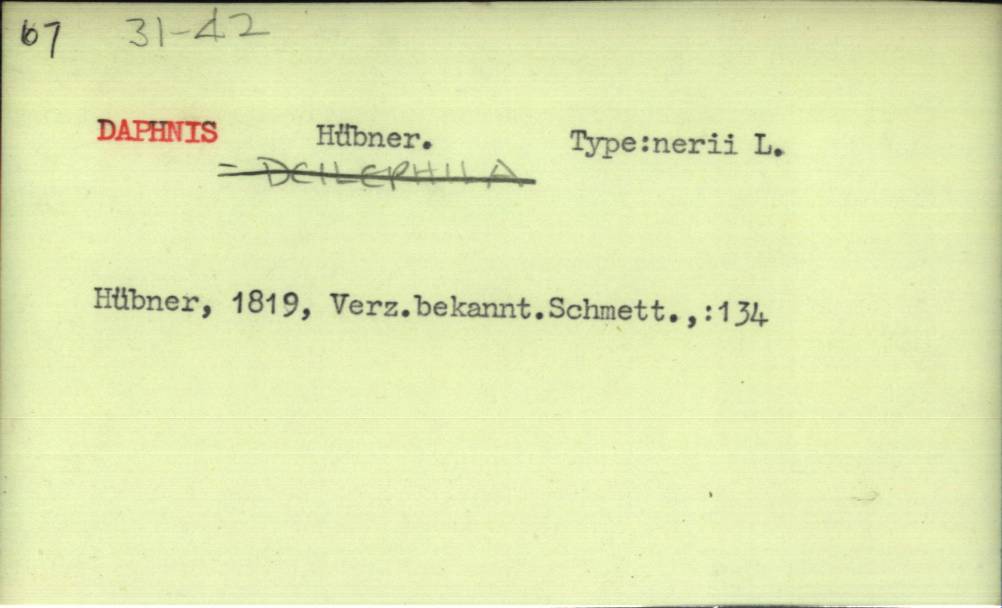 67 31-42
DAPHNIS Hübner. Type:nerii L.
= DEILEPHILA
Hübner, 1819, Verz.bekannt.Schmett.,:134